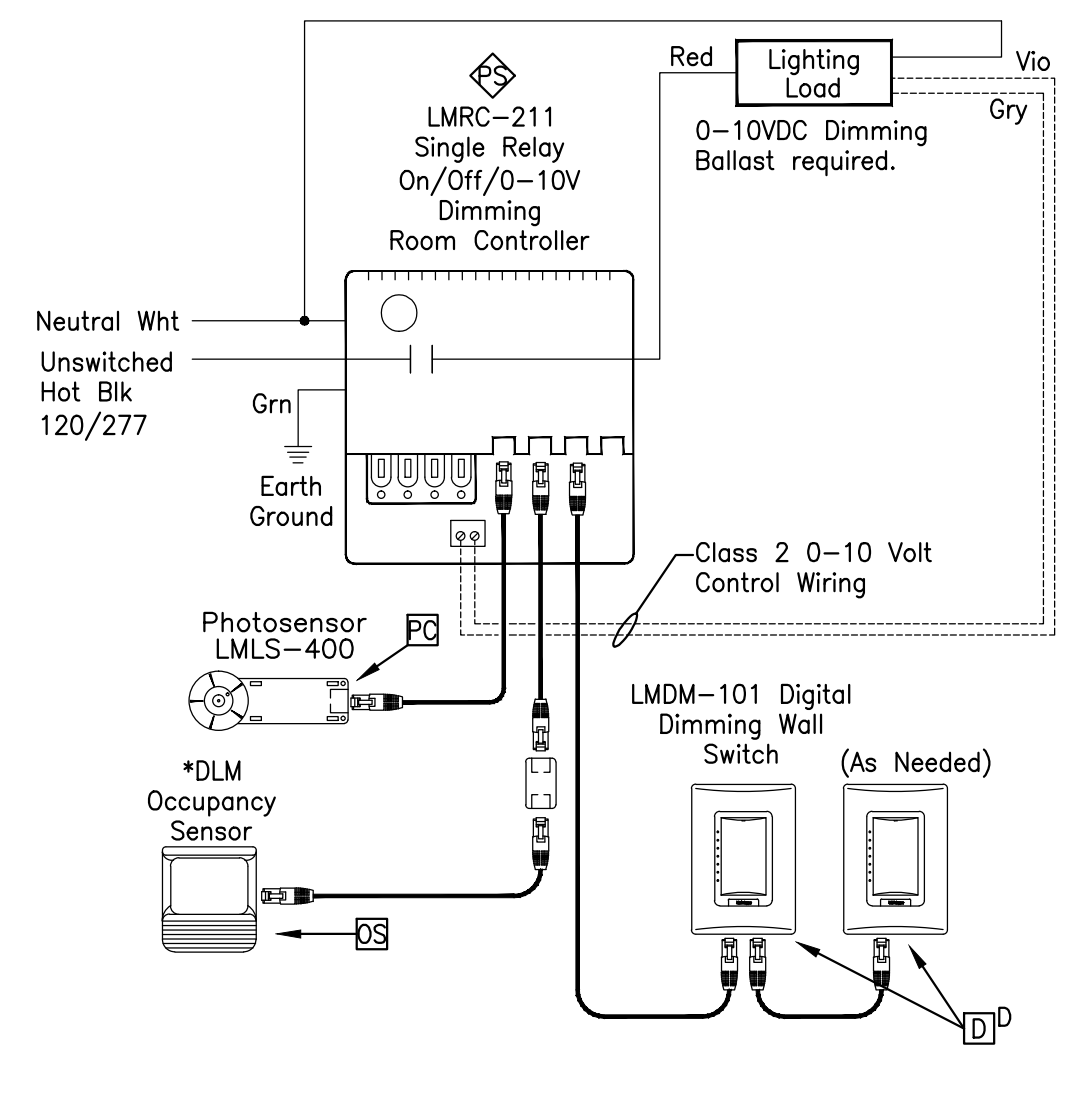 PS
LMRC-211
Single Relay
On/Off/0-10V
Dimming
Room Controller
Red
Lighting
Load
Vio
Gry
0-10VDC Dimming
Ballast required.
Neutral Wht
Unswitched
Hot Blk
120/277
Grn
Earth
Ground
Class 2 0-10 Volt
Control Wiring
Photosensor
LMLS-400
PC
LMDM-101 Digital
Dimming Wall
Switch
(As Needed)
*DLM
Occupancy
Sensor
OS
D D